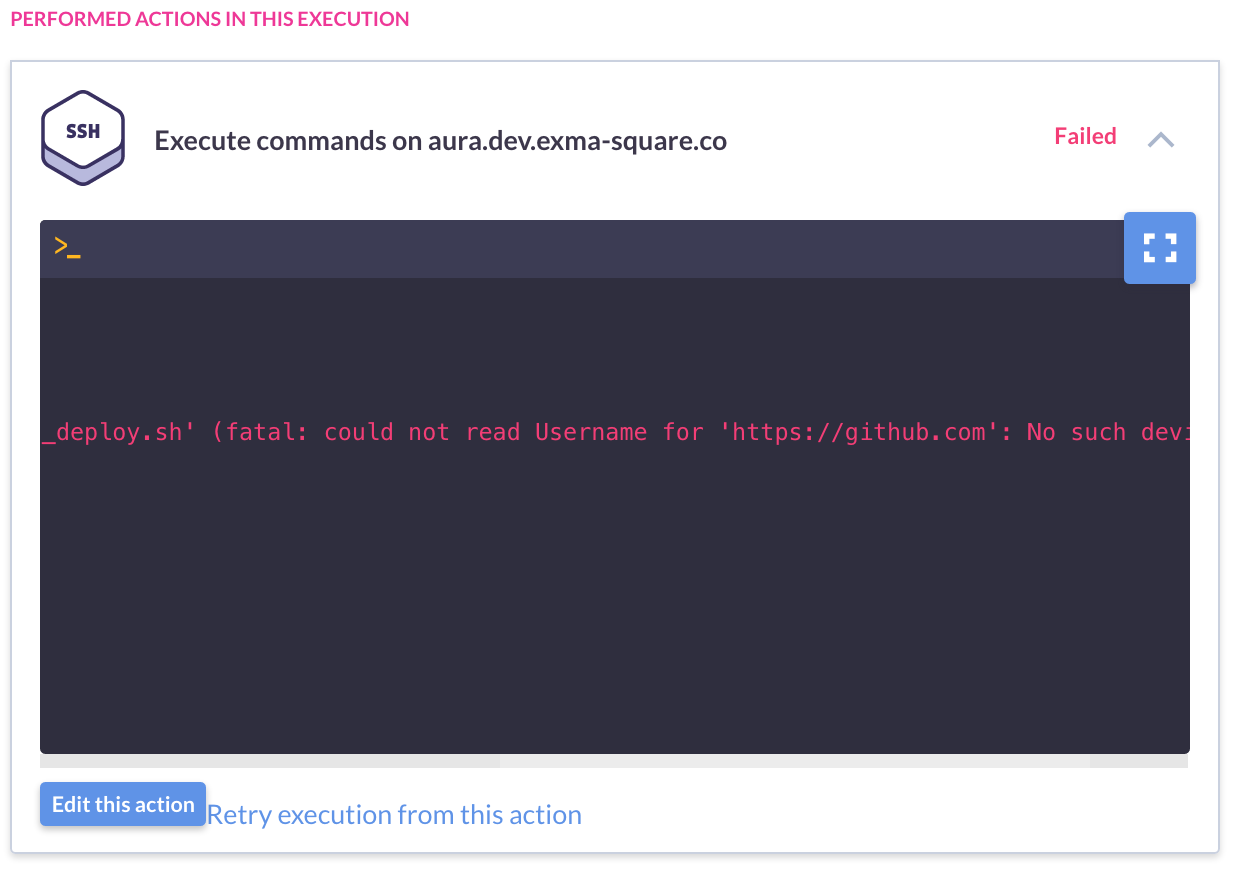 PERFORMED ACTIONS IN THIS EXECUTION
SSH
Execute commands on aura.dev.exma-square.co
Failed
>_
_deploy.sh' (fatal: could not read Username for 'https://github.com': No such
Edit this action
Retry execution from this action